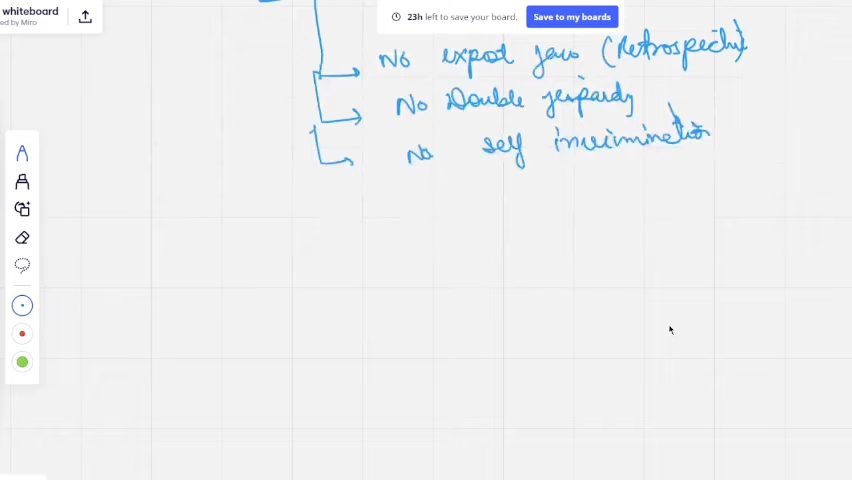 whiteboard
ed by Miro
23h left to save your board.
Save to my boards
No expost laws (Retrospective)
No Double jeopardy
No self incrimination